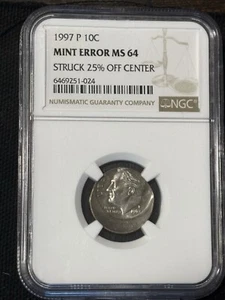 1997 P 10C
MINT ERROR MS 64
STRUCK 25% OFF CENTER
6469251-024
NUMISMATIC GUARANTY COMPANY
NGC